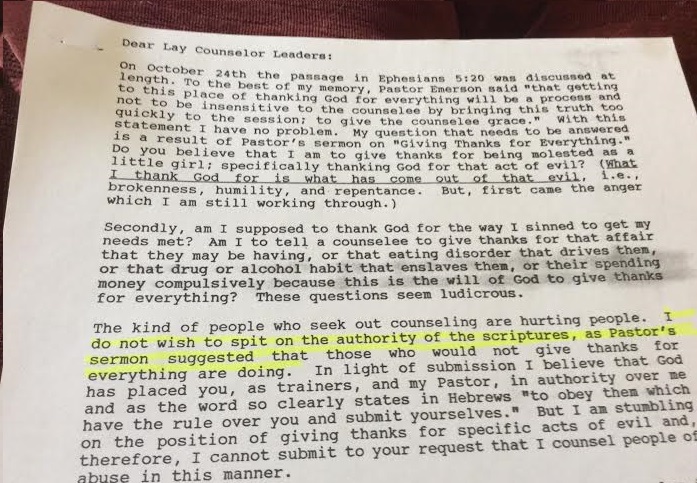 Dear Lay Counselor Leaders:
On October 24th the passage in Ephesians 5:20 was discussed at
length. To the best of my memory, Pastor Emerson said "that getting
to this place of thanking God for everything will be a process and
not to be insensitive to the counselee by bringing this truth too
quickly to the session; to give the counselee grace." With this
statement I have no problem. My question that needs to be answered
is a result of Pastor's sermon on "Giving Thanks for Everything."
Do you believe that I am to give thanks for being molested as a
little girl; specifically thanking God for that act of evil? (What
I thank God for is what has come out of that evil, i.e.,
brokenness, humility, and repentance. But, first came the anger
which I am still working through.)
Secondly, am I supposed to thank God for the way I sinned to get my
needs met? Am I to tell a counselee to give thanks for that affair
that they may be having, or that eating disorder that drives them,
or that drug or alcohol habit that enslaves them, or their spending
money compulsively because this is the will of God to give thanks
for everything? These questions seem ludicrous.
The kind of people who seek out counseling are hurting people. I
do not wish to spit on the authority of the scriptures, as Pastor's
sermon suggested that those who would not give thanks for
everything are doing. In light of submission I believe that God
has placed you, as trainers, and my Pastor, in authority over me
and as the word so clearly states in Hebrews "to obey them which
have the rule over you and submit yourselves." But I am stumbling
on the position of giving thanks for specific acts of evil and,
therefore, I cannot submit to your request that I counsel people of
abuse in this manner.